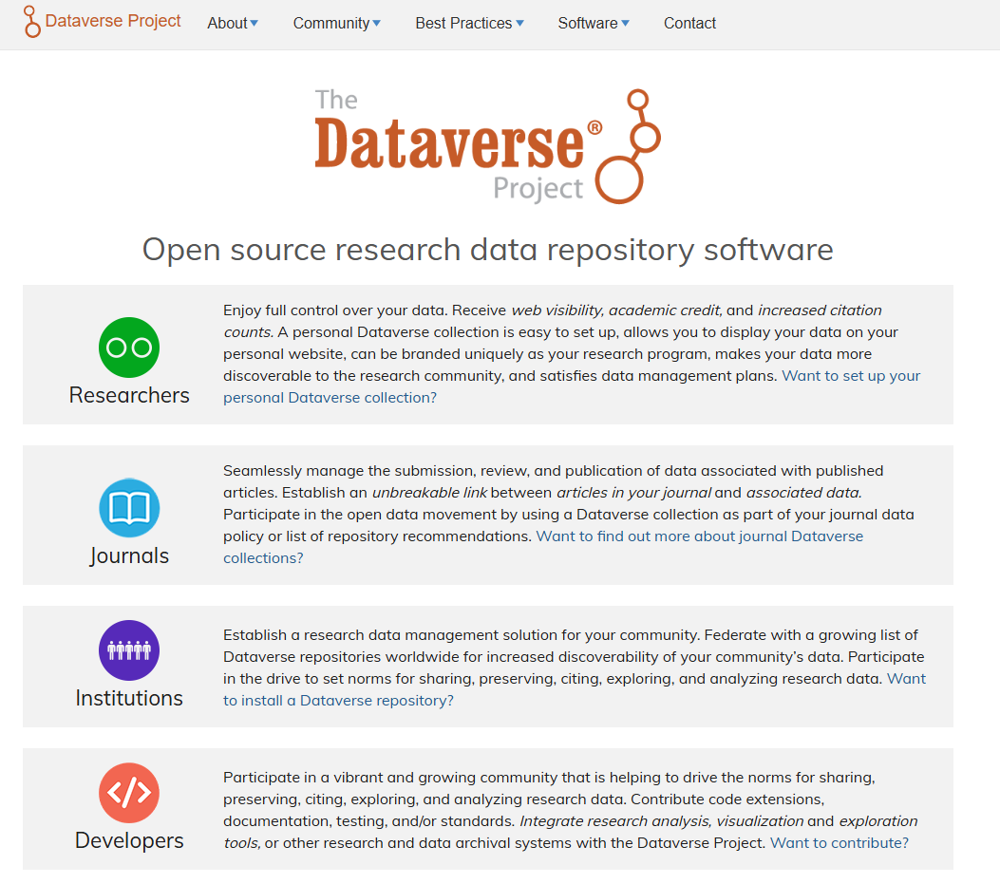 Dataverse Project About Community Best Practices Software Contact
The
Dataverse®
Project
Open source research data repository software
Researchers
Enjoy full control over your data. Receive web visibility, academic credit, and increased citation
counts. A personal Dataverse collection is easy to set up, allows you to display your data on your
personal website, can be branded uniquely as your research program, makes your data more
discoverable to the research community, and satisfies data management plans. Want to set up your
personal Dataverse collection?
Journals
Seamlessly manage the submission, review, and publication of data associated with published
articles. Establish an unbreakable link between articles in your journal and associated data.
Participate in the open data movement by using a Dataverse collection as part of your journal data
policy or list of repository recommendations. Want to find out more about journal Dataverse
collections?
Institutions
Establish a research data management solution for your community. Federate with a growing list of
Dataverse repositories worldwide for increased discoverability of your community’s data. Participate
in the drive to set norms for sharing, preserving, citing, exploring, and analyzing research data. Want
to install a Dataverse repository?
Developers
Participate in a vibrant and growing community that is helping to drive the norms for sharing,
preserving, citing, exploring, and analyzing research data. Contribute code extensions,
documentation, testing, and/or standards. Integrate research analysis, visualization and exploration
tools, or other research and data archival systems with the Dataverse Project. Want to contribute?